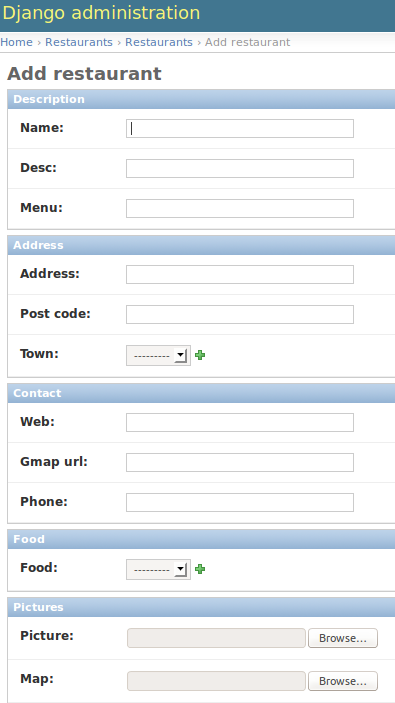 Django administration
Home › Restaurants › Restaurants › Add restaurant
Add restaurant
Description
Name:
Desc:
Menu:
Address
Address:
Post code:
Town: ---------
Contact
Web:
Gmap url:
Phone:
Food
Food: ---------
Pictures
Picture: Browse...
Map: Browse...